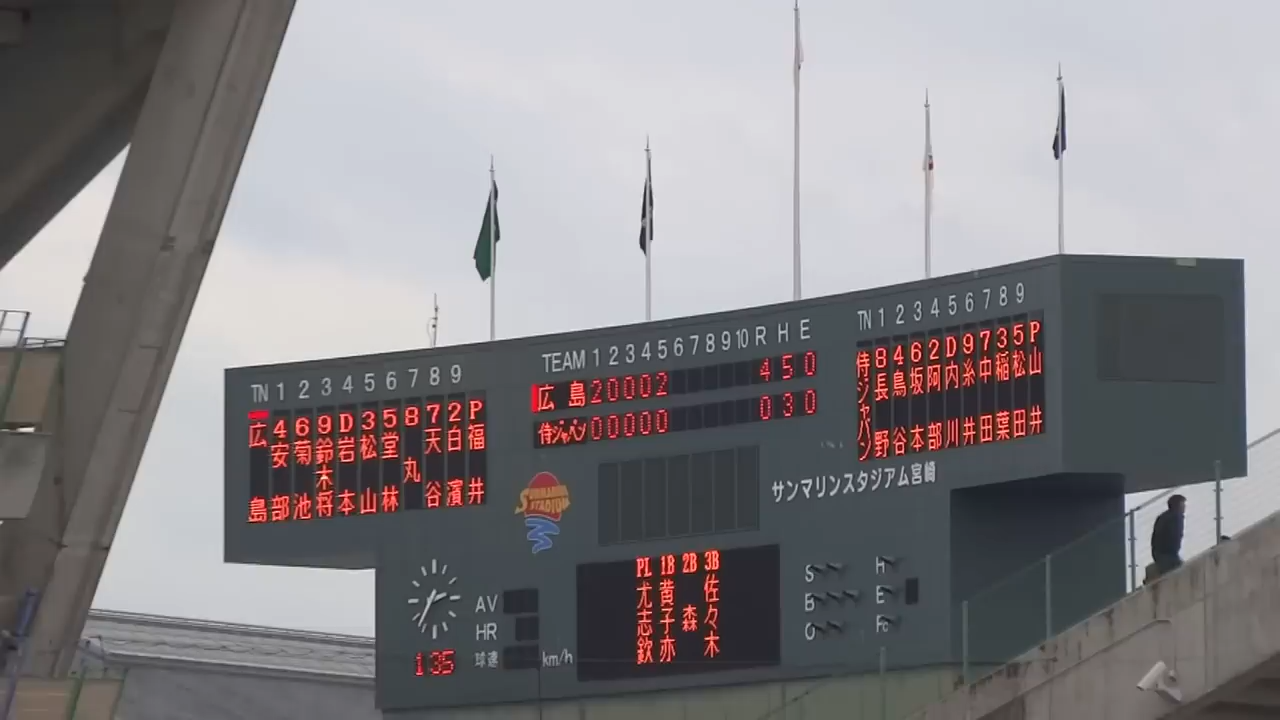 TN 1 2 3 4 5 6 7 8 9
広島
4 安部
6 菊池
9 鈴木将
D 岩本
3 松山
5 堂林
8 丸
7 天谷
2 白濱
P 福井
TEAM 1 2 3 4 5 6 7 8 9 10 R H E
広島 2 0 0 0 2 4 5 0
侍ジャパン 0 0 0 0 0 0 3 0
TN 1 2 3 4 5 6 7 8 9
侍ジャパン
8 長野
4 鳥谷
6 坂本
2 阿部
D 内川
9 糸井
7 中田
3 稲葉
5 松田
P 山井
SUNMARINE STADIUM
サンマリンスタジアム宮崎
PL 1B 2B 3B
尤志欽
黄子亦
森
佐々木
AV
HR
球速 km/h
S
B
O
H
E
Fc
1:35